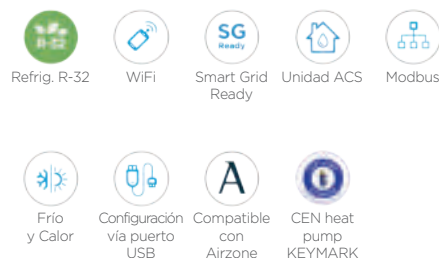 R-32
SG
Ready
Refrig. R-32
WiFi
Smart Grid
Ready
Unidad ACS
Modbus
A
Frío
y Calor
Configuración
vía puerto
USB
Compatible
con
Airzone
CEN heat
pump
KEYMARK